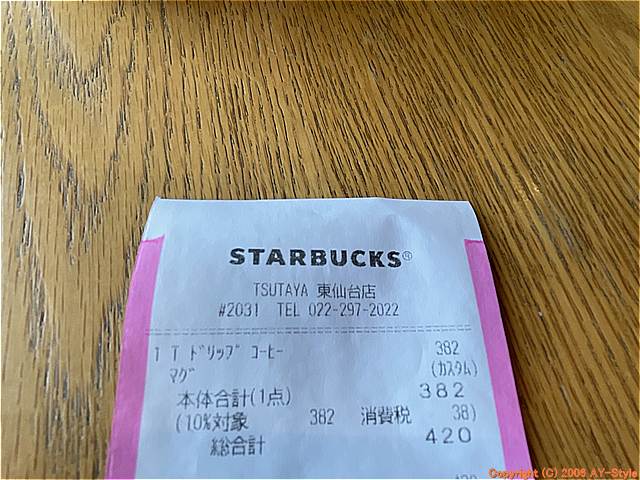 STARBUCKS®
TSUTAYA 東仙台店
#2031 TEL 022-297-2022
1 T ﾄﾞﾘｯﾌﾟ ｺｰﾋｰ 382
ﾏｸﾞ (ｶｽﾀﾑ)
本体合計(1点) 382
(10%対象 382 消費税 38)
総合計 420
Copyright (C) 2006 AY-Style